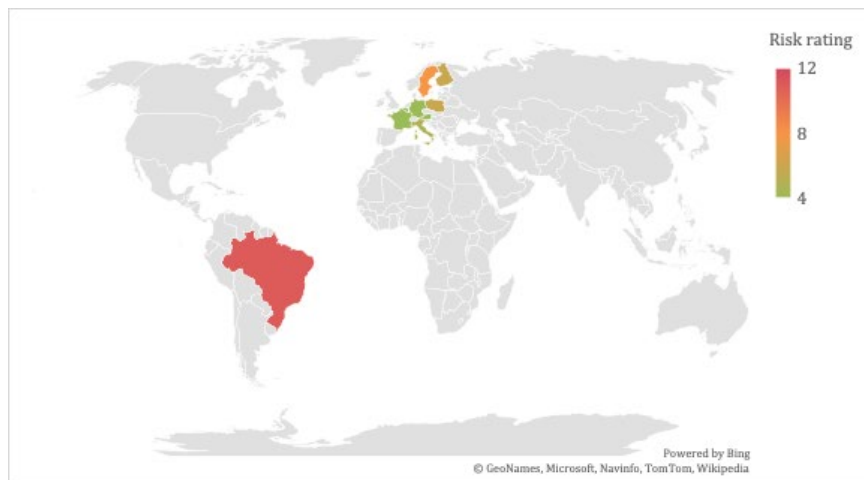 Risk rating
12
8
4
Powered by Bing
© GeoNames, Microsoft, Navinfo, TomTom, Wikipedia